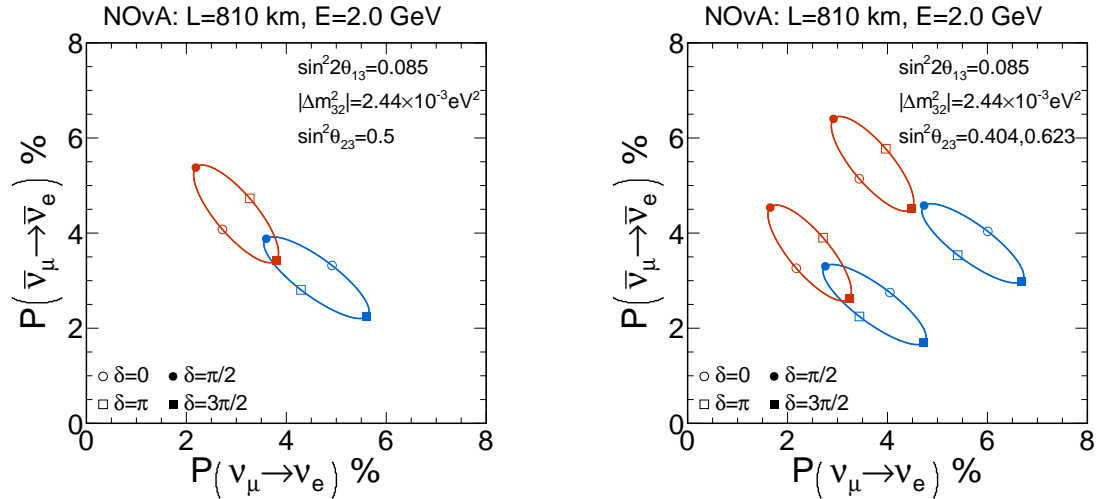 NOvA: L=810 km, E=2.0 GeV
sin²2θ₁₃=0.085
|Δm²₃₂|=2.44×10⁻³eV²
sin²θ₂₃=0.5
P(ν̄μ→ν̄e) %
8
6
4
2
0
○ δ=0 ● δ=π/2
□ δ=π ■ δ=3π/2
0 2 4 6 8
P(νμ→νe) %
NOvA: L=810 km, E=2.0 GeV
sin²2θ₁₃=0.085
|Δm²₃₂|=2.44×10⁻³eV²
sin²θ₂₃=0.404,0.623
P(ν̄μ→ν̄e) %
8
6
4
2
0
○ δ=0 ● δ=π/2
□ δ=π ■ δ=3π/2
0 2 4 6 8
P(νμ→νe) %